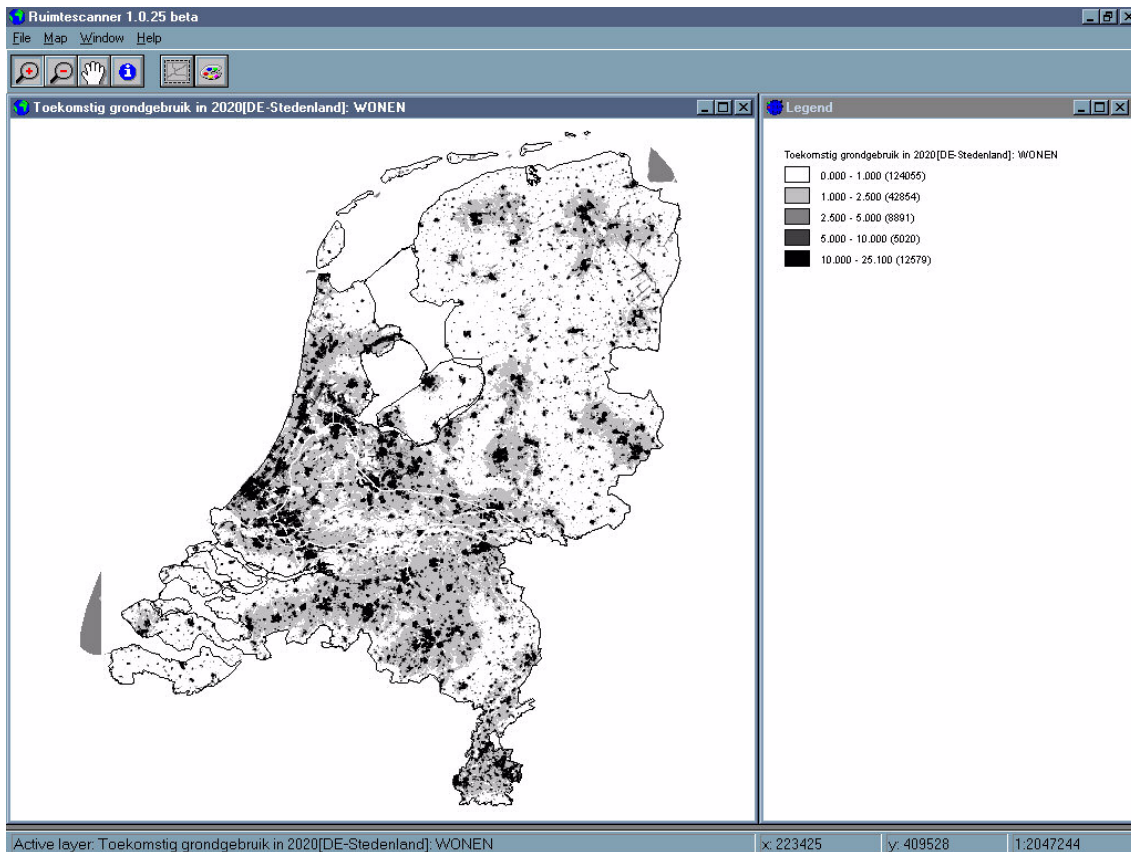 Ruimtescanner 1.0.25 beta
File Map Window Help
Toekomstig grondgebruik in 2020[DE-Stedenland]: WONEN
Legend
Toekomstig grondgebruik in 2020[DE-Stedenland]: WONEN
0.000 - 1.000 (124055)
1.000 - 2.500 (42854)
2.500 - 5.000 (8891)
5.000 - 10.000 (5020)
10.000 - 25.100 (12579)
Active layer: Toekomstig grondgebruik in 2020[DE-Stedenland]: WONEN
x: 223425
y: 409528
1:2047244